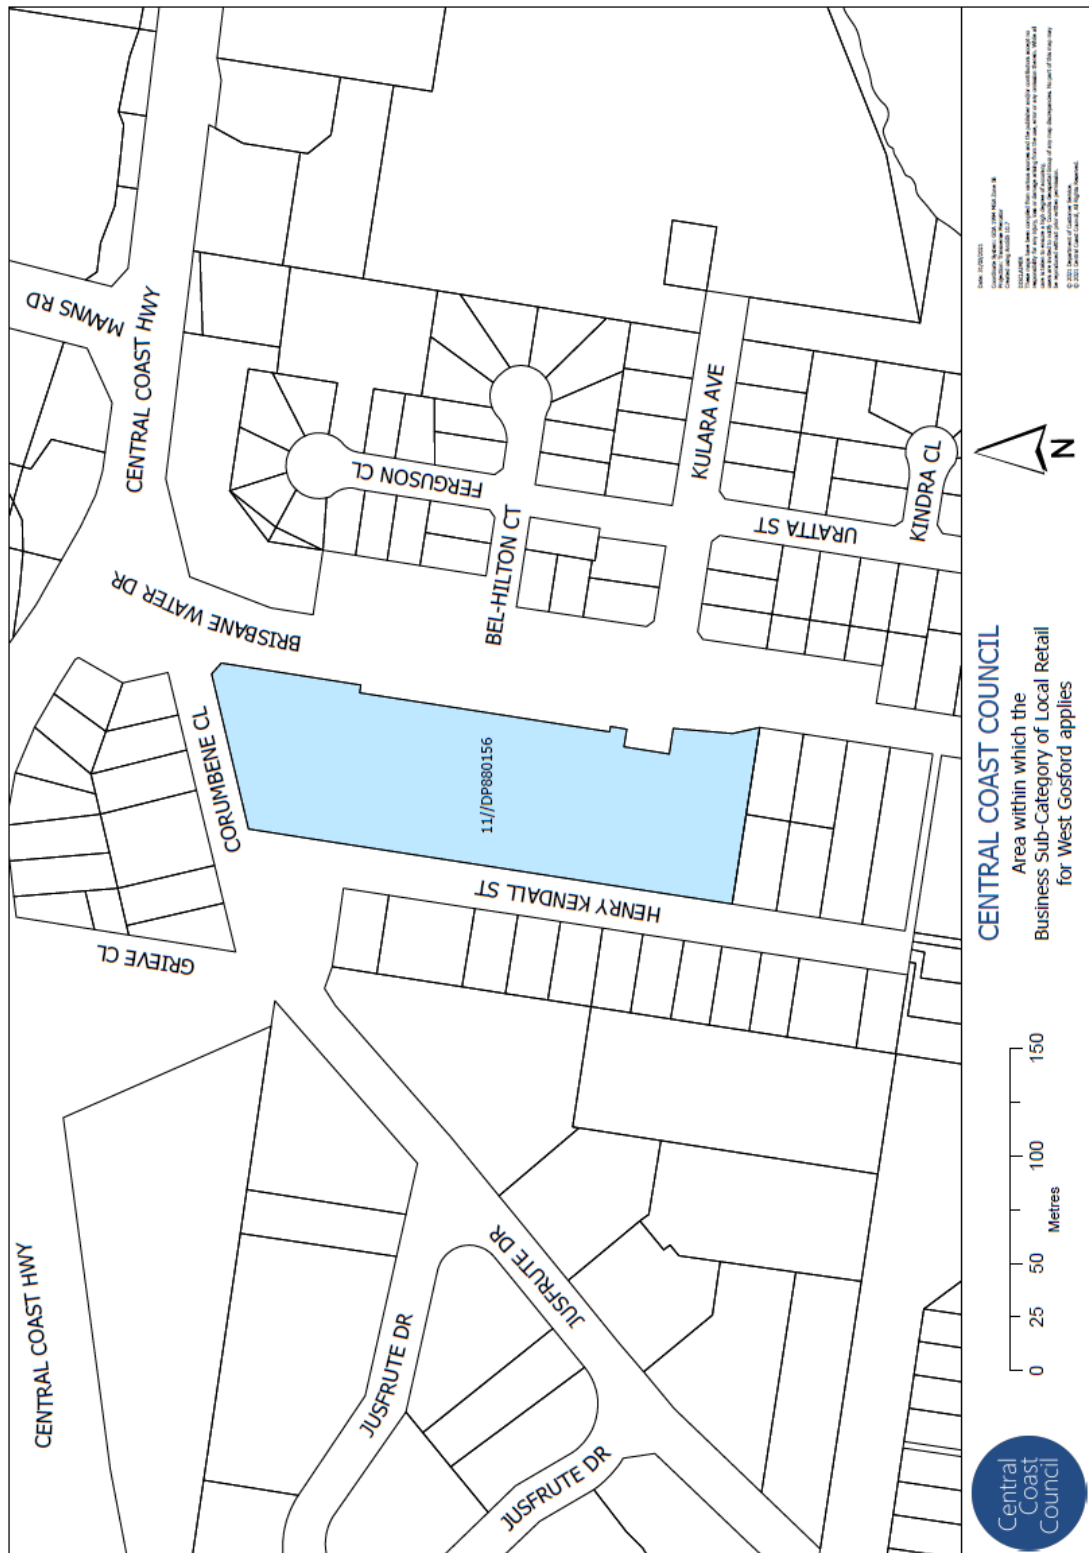 CENTRAL COAST HWY
MAWNS RD
CENTRAL COAST HWY
BRISBANE WATER DR
CORUMBENE CL
GRIEVE CL
HENRY KENDALL ST
11//DP880156
BEL-HILTON CT
FERGUSON CL
KULARA AVE
URATTA ST
KINDRA CL
JUSFRUTE DR
JUSFRUTE DR
JUSFRUTE DR
Central
Coast
Council
0 25 50 100 150
Metres
CENTRAL COAST COUNCIL
Area within which the
Business Sub-Category of Local Retail
for West Gosford applies
N